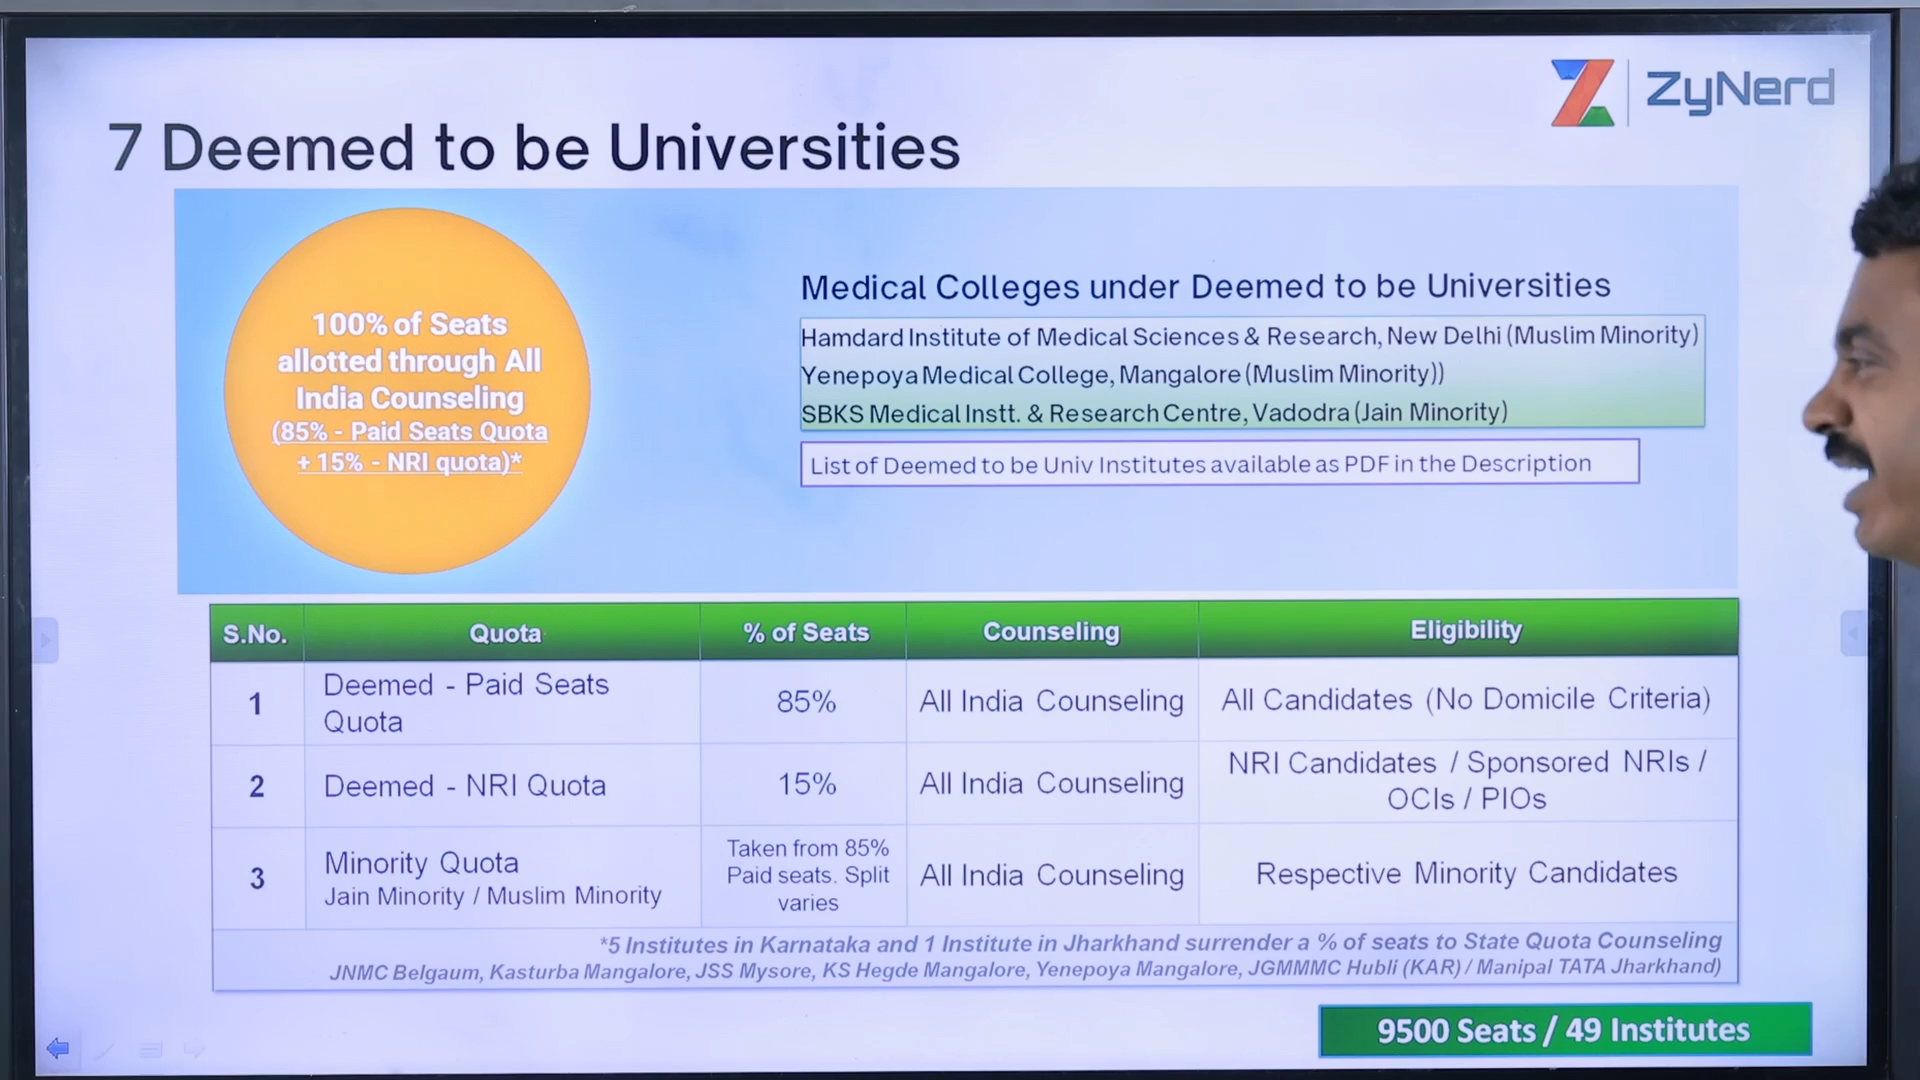 ZyNerd
7 Deemed to be Universities
100% of Seats
allotted through All
India Counseling
(85% - Paid Seats Quota
+ 15% - NRI quota)*
Medical Colleges under Deemed to be Universities
Hamdard Institute of Medical Sciences & Research, New Delhi (Muslim Minority)
Yenepoya Medical College, Mangalore (Muslim Minority))
SBKS Medical Instt. & Research Centre, Vadodra (Jain Minority)
List of Deemed to be Univ Institutes available as PDF in the Description
S.No. Quota % of Seats Counseling Eligibility
1 Deemed - Paid Seats Quota 85% All India Counseling All Candidates (No Domicile Criteria)
2 Deemed - NRI Quota 15% All India Counseling NRI Candidates / Sponsored NRIs / OCIs / PIOs
3 Minority Quota Jain Minority / Muslim Minority Taken from 85% Paid seats. Split varies All India Counseling Respective Minority Candidates
*5 Institutes in Karnataka and 1 Institute in Jharkhand surrender a % of seats to State Quota Counseling
JNMC Belgaum, Kasturba Mangalore, JSS Mysore, KS Hegde Mangalore, Yenepoya Mangalore, JGMMMC Hubli (KAR) / Manipal TATA Jharkhand)
9500 Seats / 49 Institutes